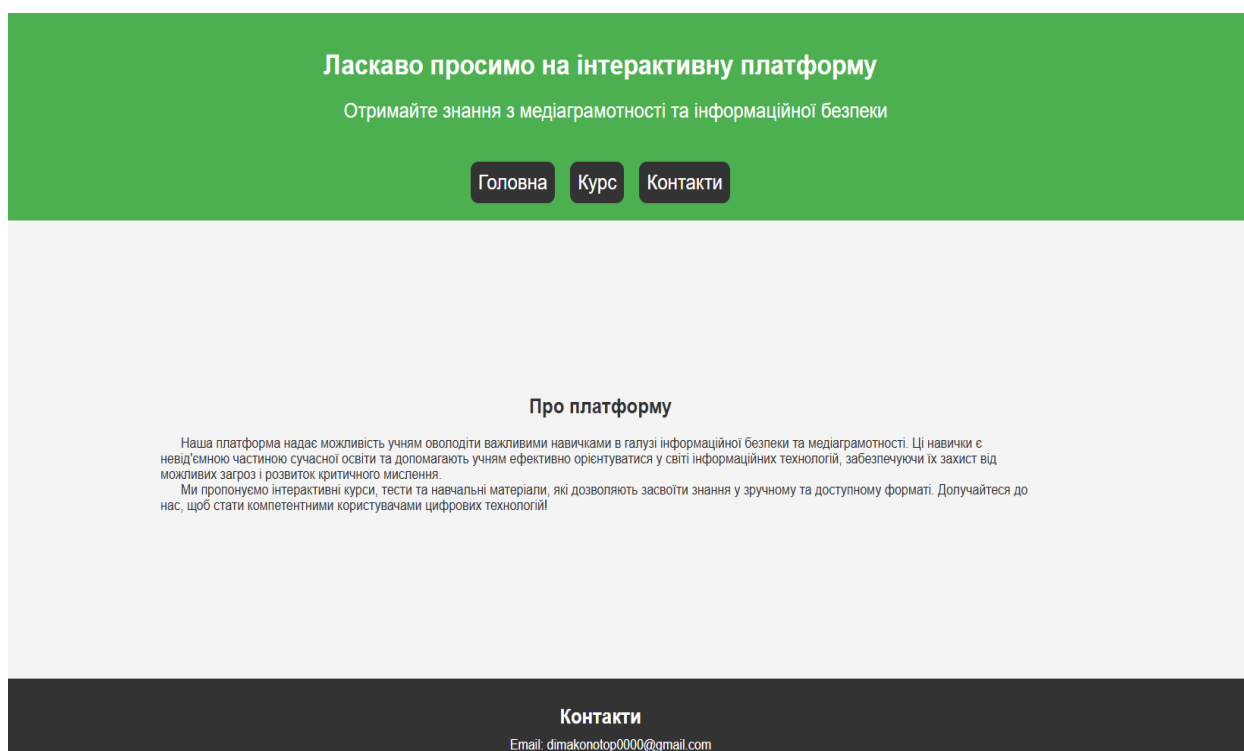 Ласкаво просимо на інтерактивну платформу
Отримайте знання з медіаграмотності та інформаційної безпеки
Головна Курс Контакти
Про платформу
Наша платформа надає можливість учням оволодіти важливими навичками в галузі інформаційної безпеки та медіаграмотності. Ці навички є
невід'ємною частиною сучасної освіти та допомагають учням ефективно орієнтуватися у світі інформаційних технологій, забезпечуючи їх захист від
можливих загроз і розвиток критичного мислення.
Ми пропонуємо інтерактивні курси, тести та навчальні матеріали, які дозволяють засвоїти знання у зручному та доступному форматі. Долучайтеся до
нас, щоб стати компетентними користувачами цифрових технологій!
Контакти
Email: dimakonotop0000@gmail.com